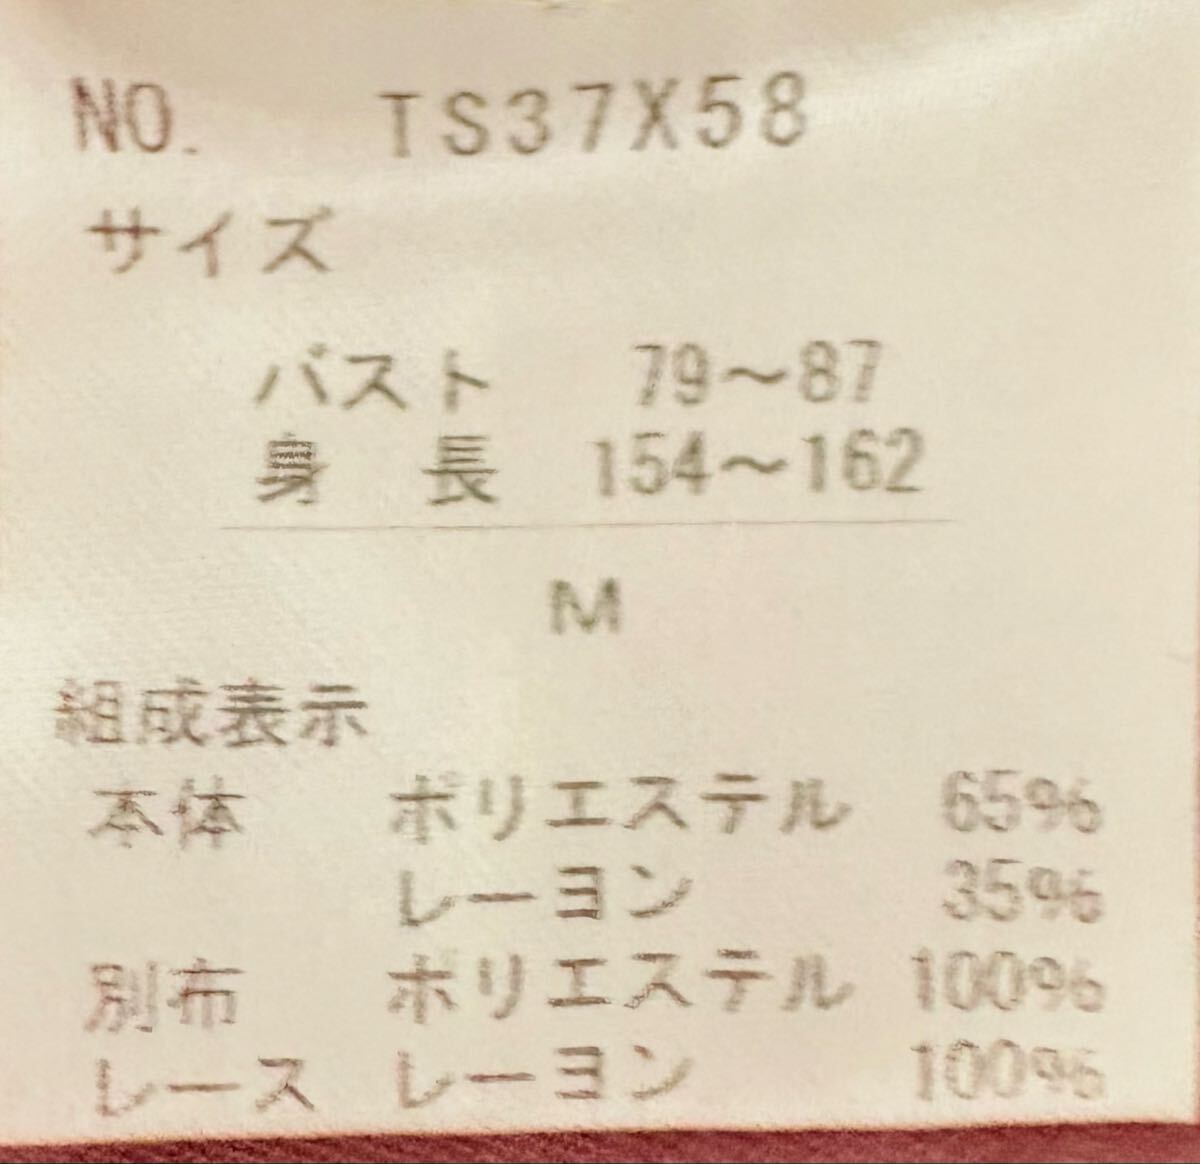 NO. TS37X58
サイズ
バスト 79～87
身長 154～162
M
組成表示
本体 ポリエステル 65%
レーヨン 35%
別布 ポリエステル 100%
レース レーヨン 100%